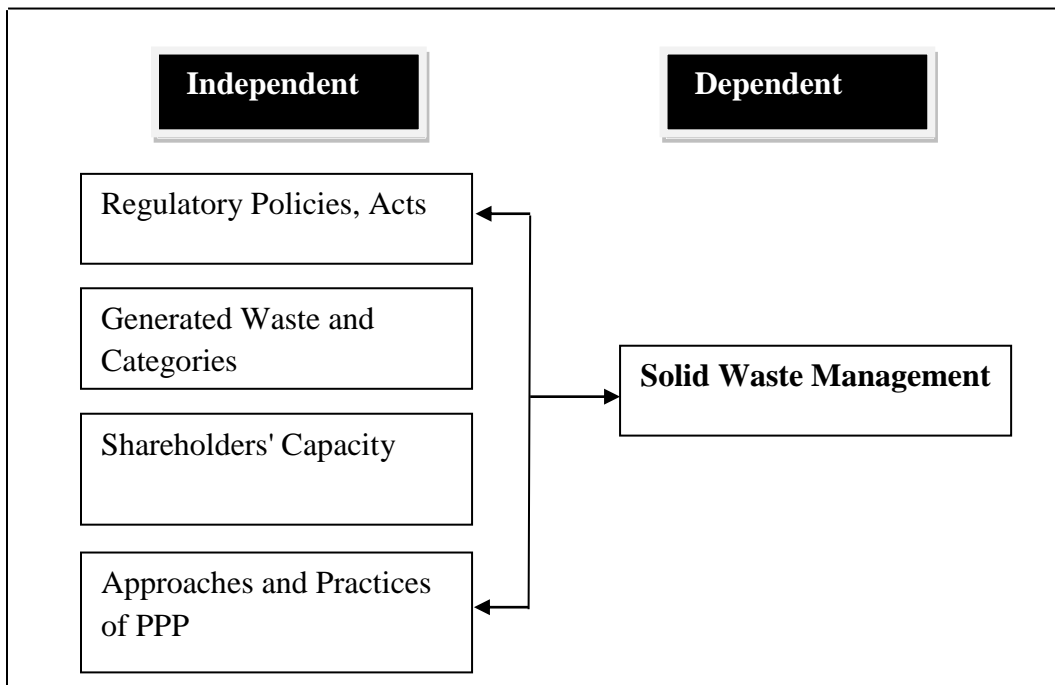 Independent
Dependent
Regulatory Policies, Acts
Generated Waste and
Categories
Solid Waste Management
Shareholders' Capacity
Approaches and Practices
of PPP